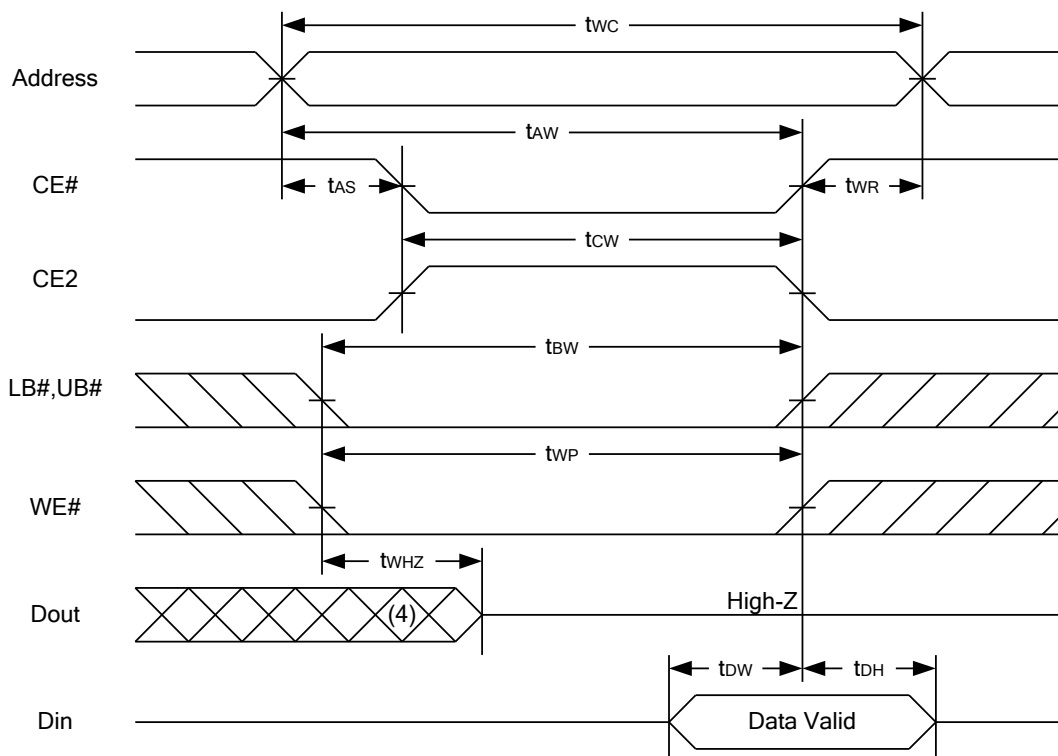 tWC
Address
tAW
CE#
tAS
tWR
tCW
CE2
tBW
LB#,UB#
tWP
WE#
tWHZ
Dout
(4)
High-Z
tDW
tDH
Din
Data Valid